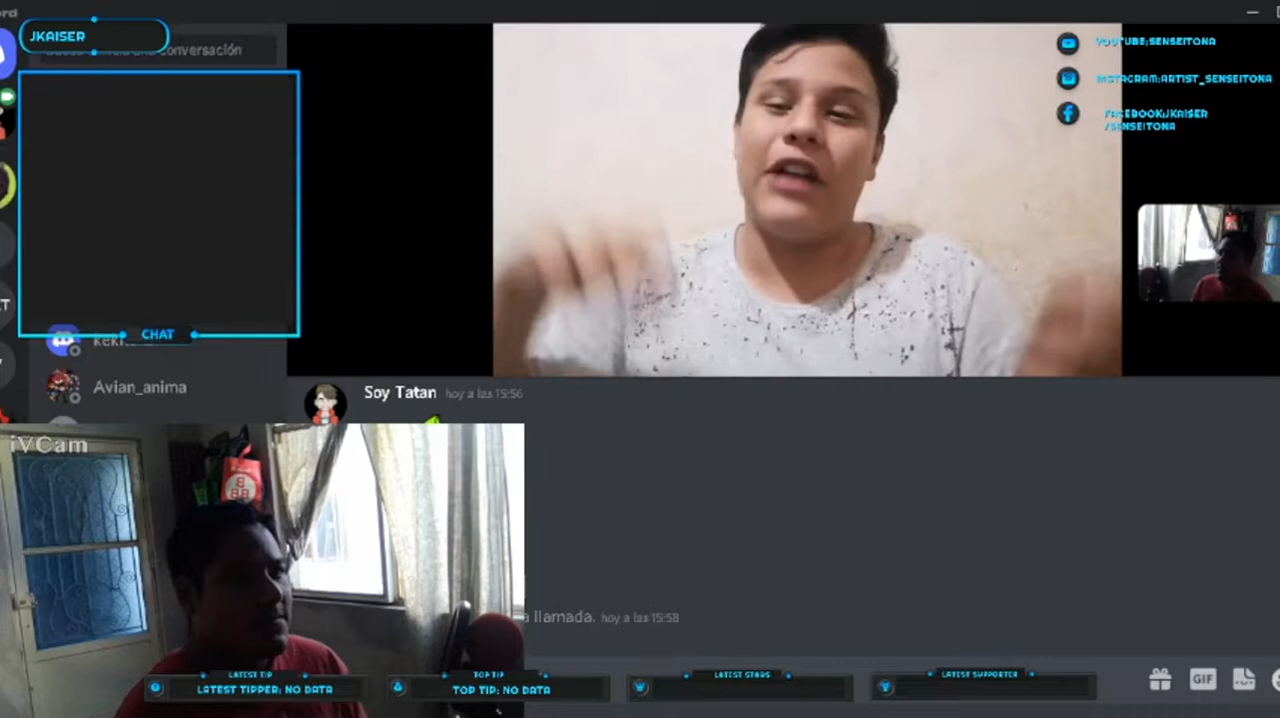 JKAISER
conversación
YOUTUBE:SENSEITONA
INSTAGRAM:ARTIST_SENSEITONA
FACEBOOK:JKAISER
/SENSEITONA
CHAT
Avian_anima
Soy Tatan hoy a las 15:56
iVCam
llamada. hoy a las 15:58
LATEST TIP
LATEST TIPPER: NO DATA
TOP TIP
TOP TIP: NO DATA
LATEST STARS
LATEST SUPPORTER
GIF